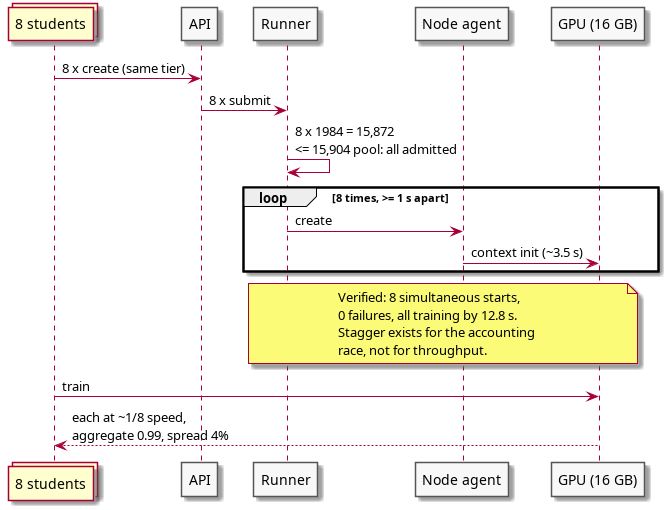 8 students
API
Runner
Node agent
GPU (16 GB)
8 x create (same tier)
8 x submit
8 x 1984 = 15,872
<= 15,904 pool: all admitted
loop
[8 times, >= 1 s apart]
create
context init (~3.5 s)
Verified: 8 simultaneous starts,
0 failures, all training by 12.8 s.
Stagger exists for the accounting
race, not for throughput.
train
each at ~1/8 speed,
aggregate 0.99, spread 4%
8 students
API
Runner
Node agent
GPU (16 GB)